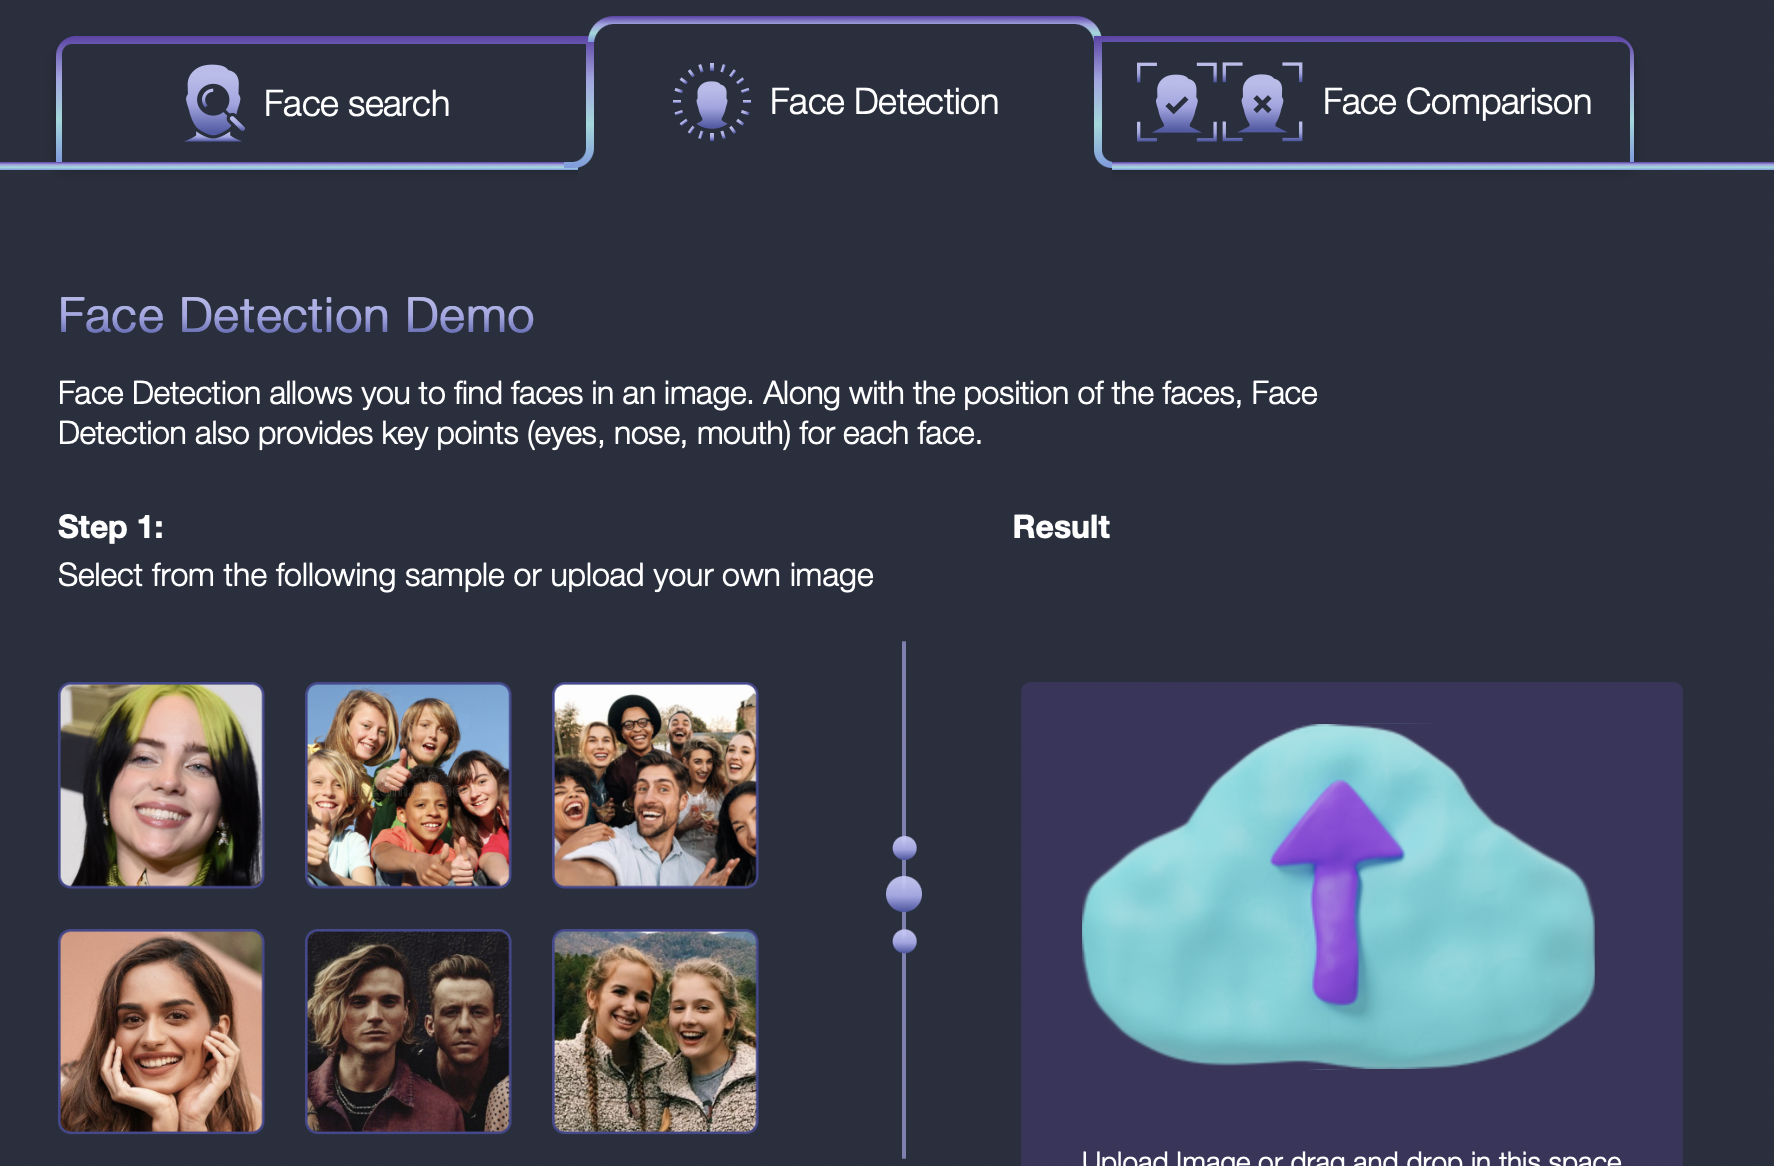 Face search
Face Detection
Face Comparison
Face Detection Demo
Face Detection allows you to find faces in an image. Along with the position of the faces, Face
Detection also provides key points (eyes, nose, mouth) for each face.
Step 1:
Select from the following sample or upload your own image
Result
Upload Image or drag and drop in this space